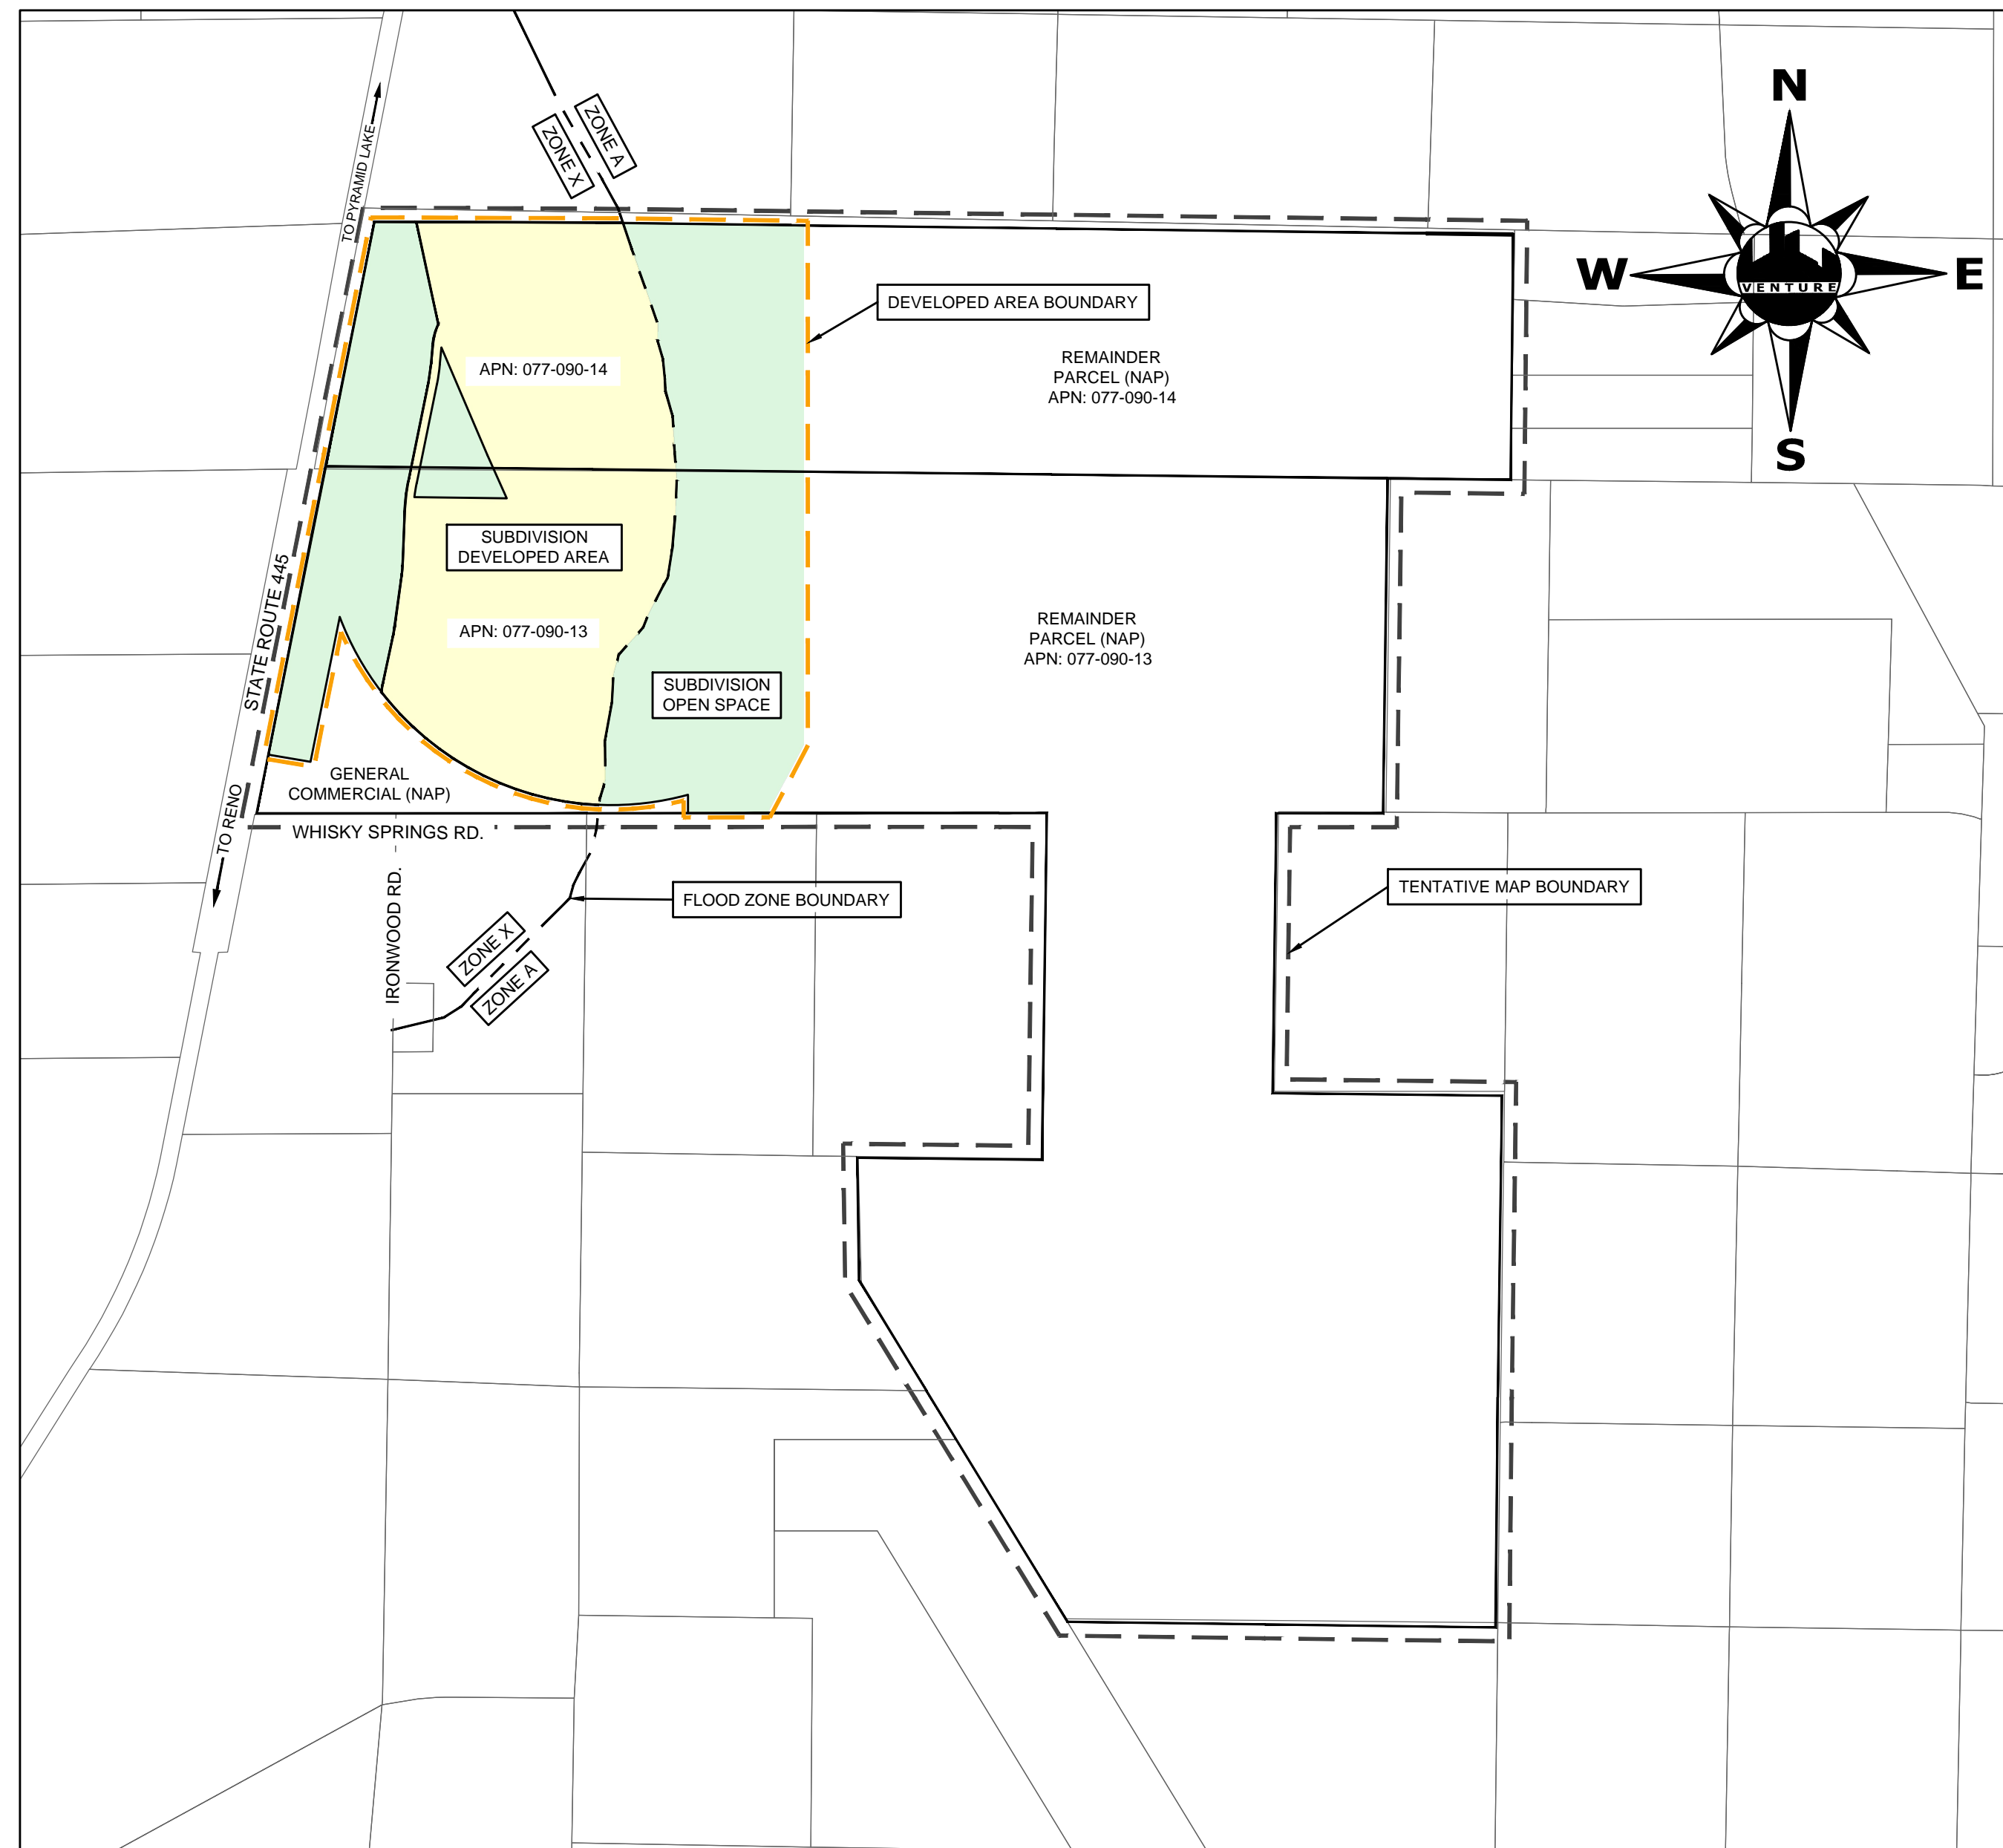 N
W
E
S
VENTURE
TO PYRAMID LAKE
ZONE A
ZONE X
DEVELOPED AREA BOUNDARY
APN: 077-090-14
REMAINDER
PARCEL (NAP)
APN: 077-090-14
SUBDIVISION
DEVELOPED AREA
STATE ROUTE 445
APN: 077-090-13
REMAINDER
PARCEL (NAP)
APN: 077-090-13
SUBDIVISION
OPEN SPACE
GENERAL
COMMERCIAL (NAP)
TO RENO
WHISKY SPRINGS RD.
IRONWOOD RD.
FLOOD ZONE BOUNDARY
TENTATIVE MAP BOUNDARY
ZONE X
ZONE A